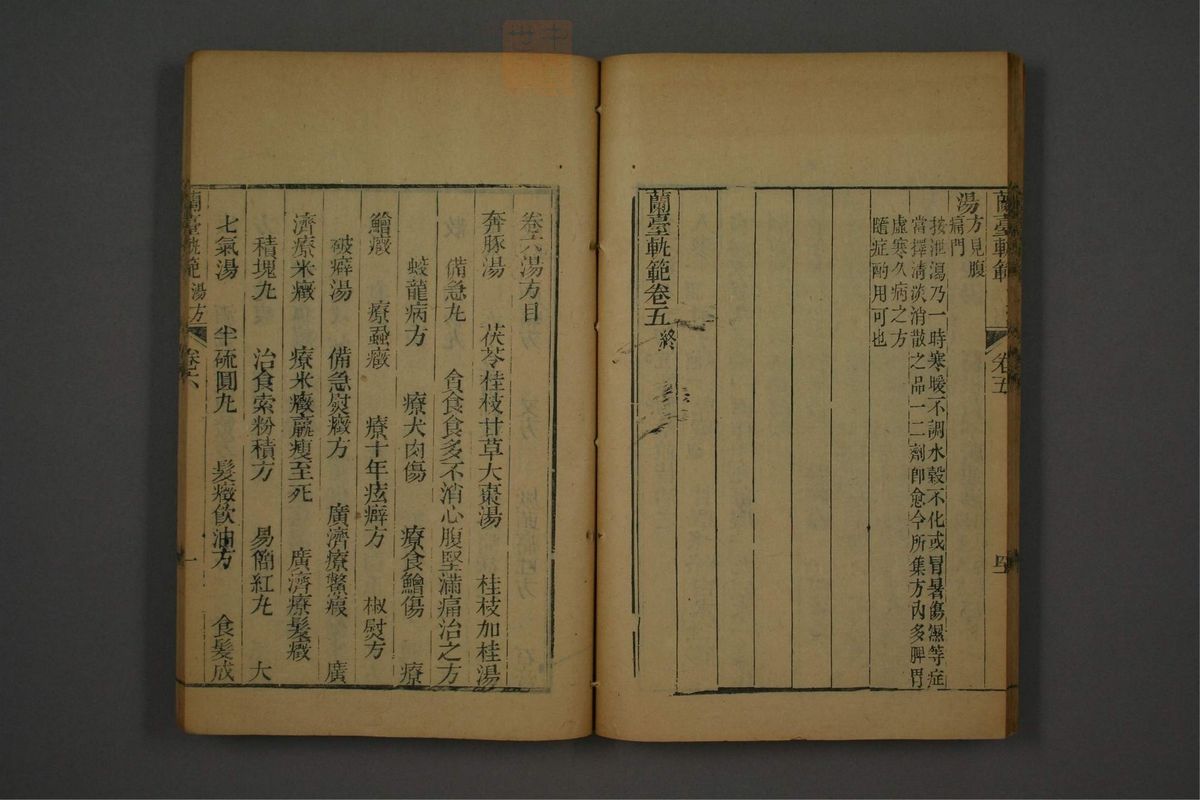 蘭臺軌範
卷五
湯方見腹痛門
按泄瀉乃一時寒暖不調水穀不化或冒暑傷濕等症
當擇清淡消散之品一二劑卽愈今所集方內多脾胃
虛寒久病之方
隨症酌用可也
蘭臺軌範卷五 終
卷六湯方目
奔豚湯 茯苓桂枝甘草大棗湯 桂枝加桂湯
備急丸 貪食食多不消心腹堅滿痛治之方
蛟龍病方 療犬肉傷 療食鱠傷 療
鱠癥 療蝨癥 療十年痃癖方 椒熨方
破癖湯 備急熨癥方 廣濟療鱉瘕 廣
濟療米癥 療米癥羸瘦至死 廣濟療髮癥
積塊丸 治食索粉積方 易簡紅丸 大
七氣湯 半硫圓丸 髮癥飲油方 食髮成
蘭臺軌範 湯方 卷六 一